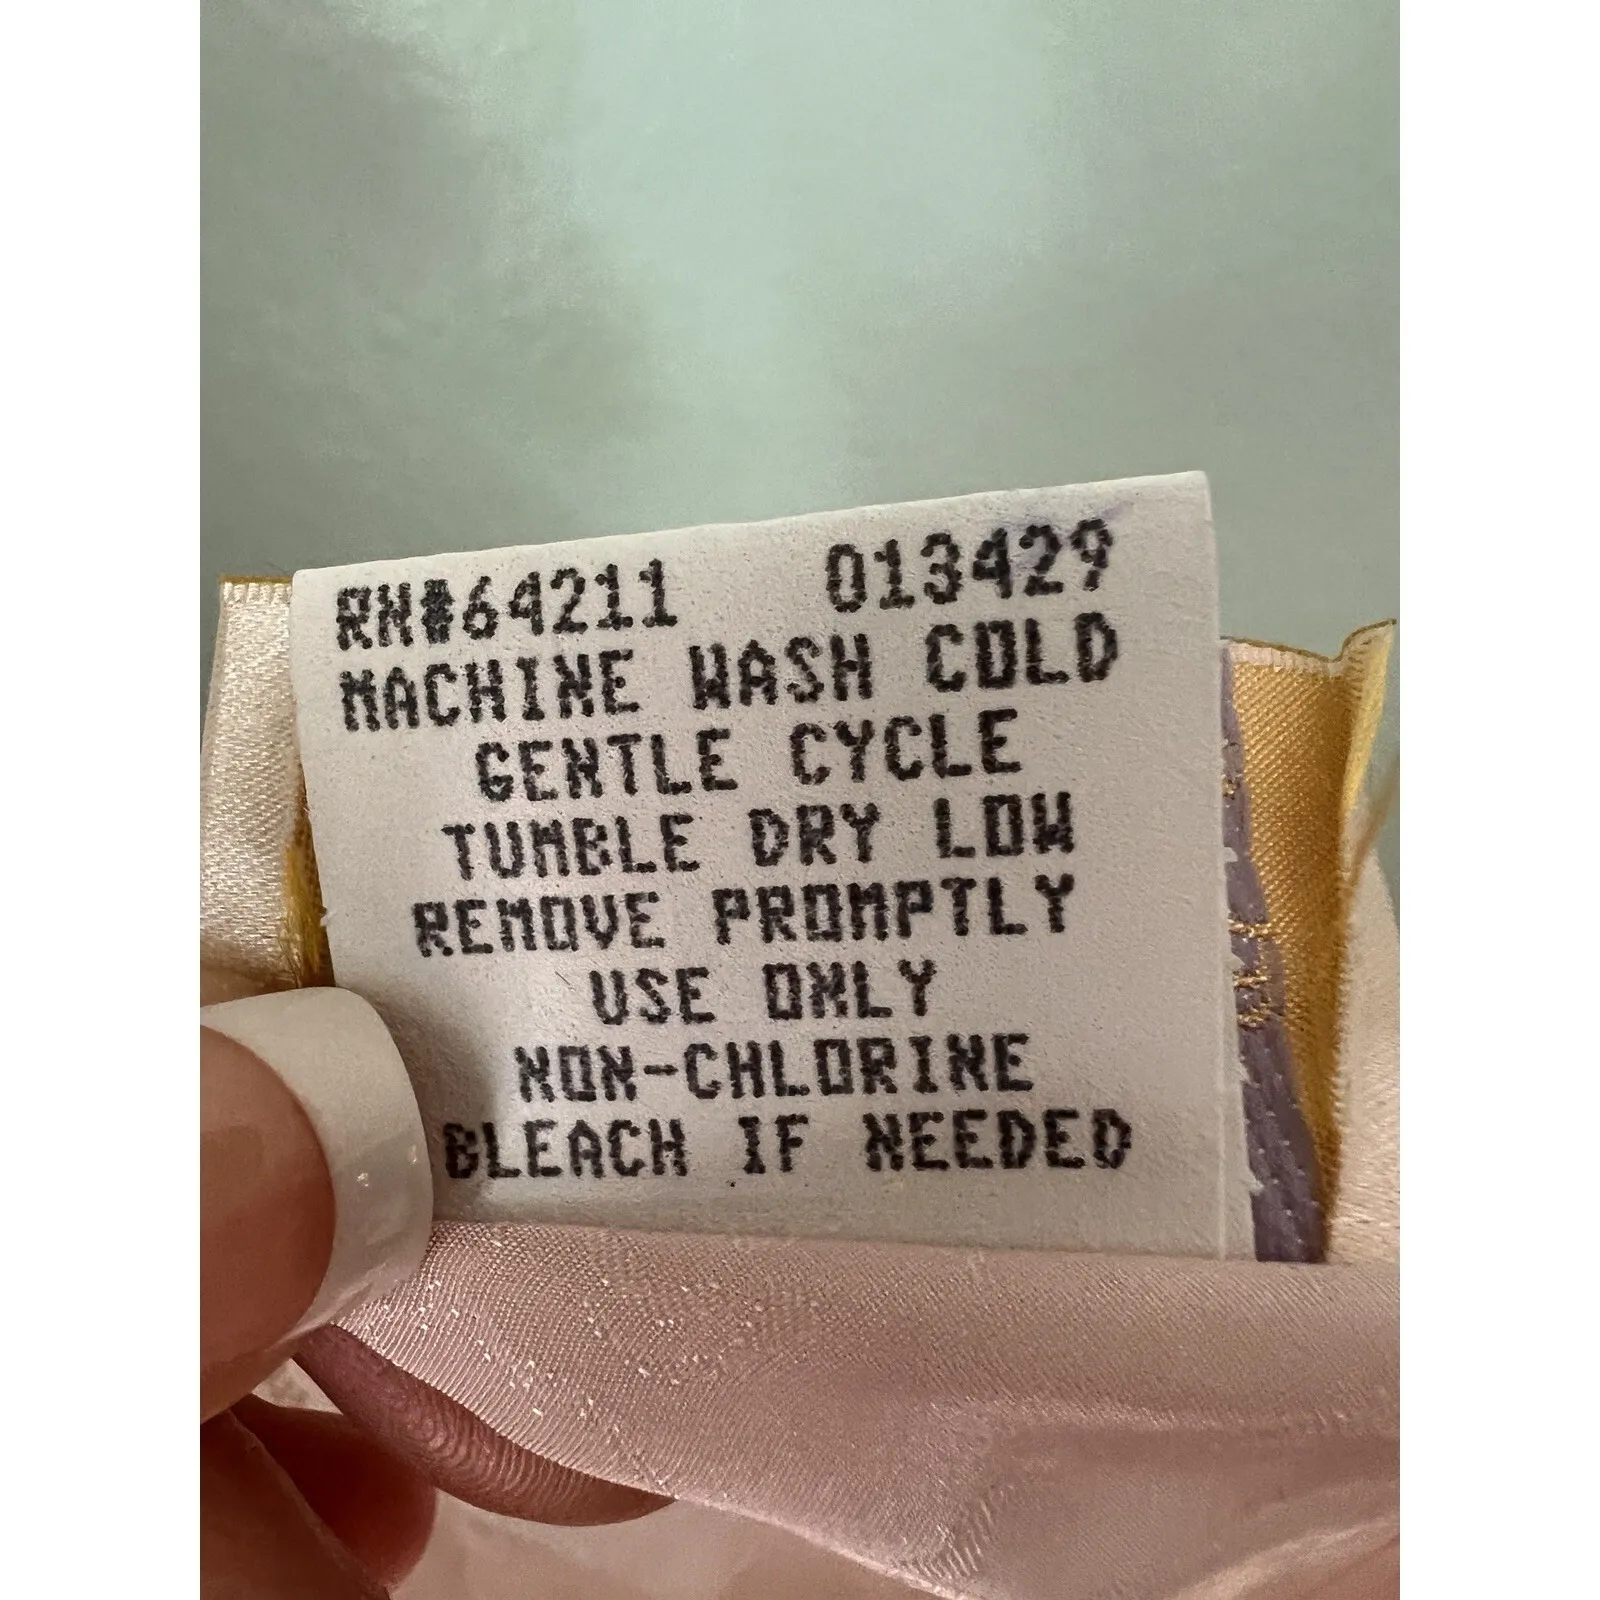 RN#64211 013429
MACHINE WASH COLD
GENTLE CYCLE
TUMBLE DRY LOW
REMOVE PROMPTLY
USE ONLY
NON-CHLORINE
BLEACH IF NEEDED